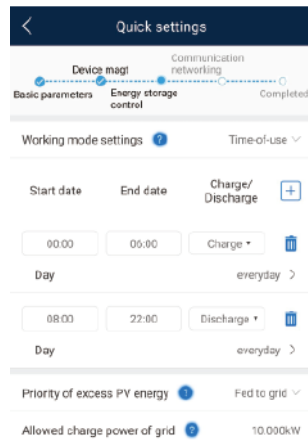 Quick settings
Communication
Device magt networking
Basic parameters Energy storage Completed
control
Working mode settings ? Time-of-use
Start date End date Charge/
Discharge
00:00 06:00 Charge
Day everyday
08:00 22:00 Discharge
Day everyday
Priority of excess PV energy ? Fed to grid
Allowed charge power of grid ? 10.000kW